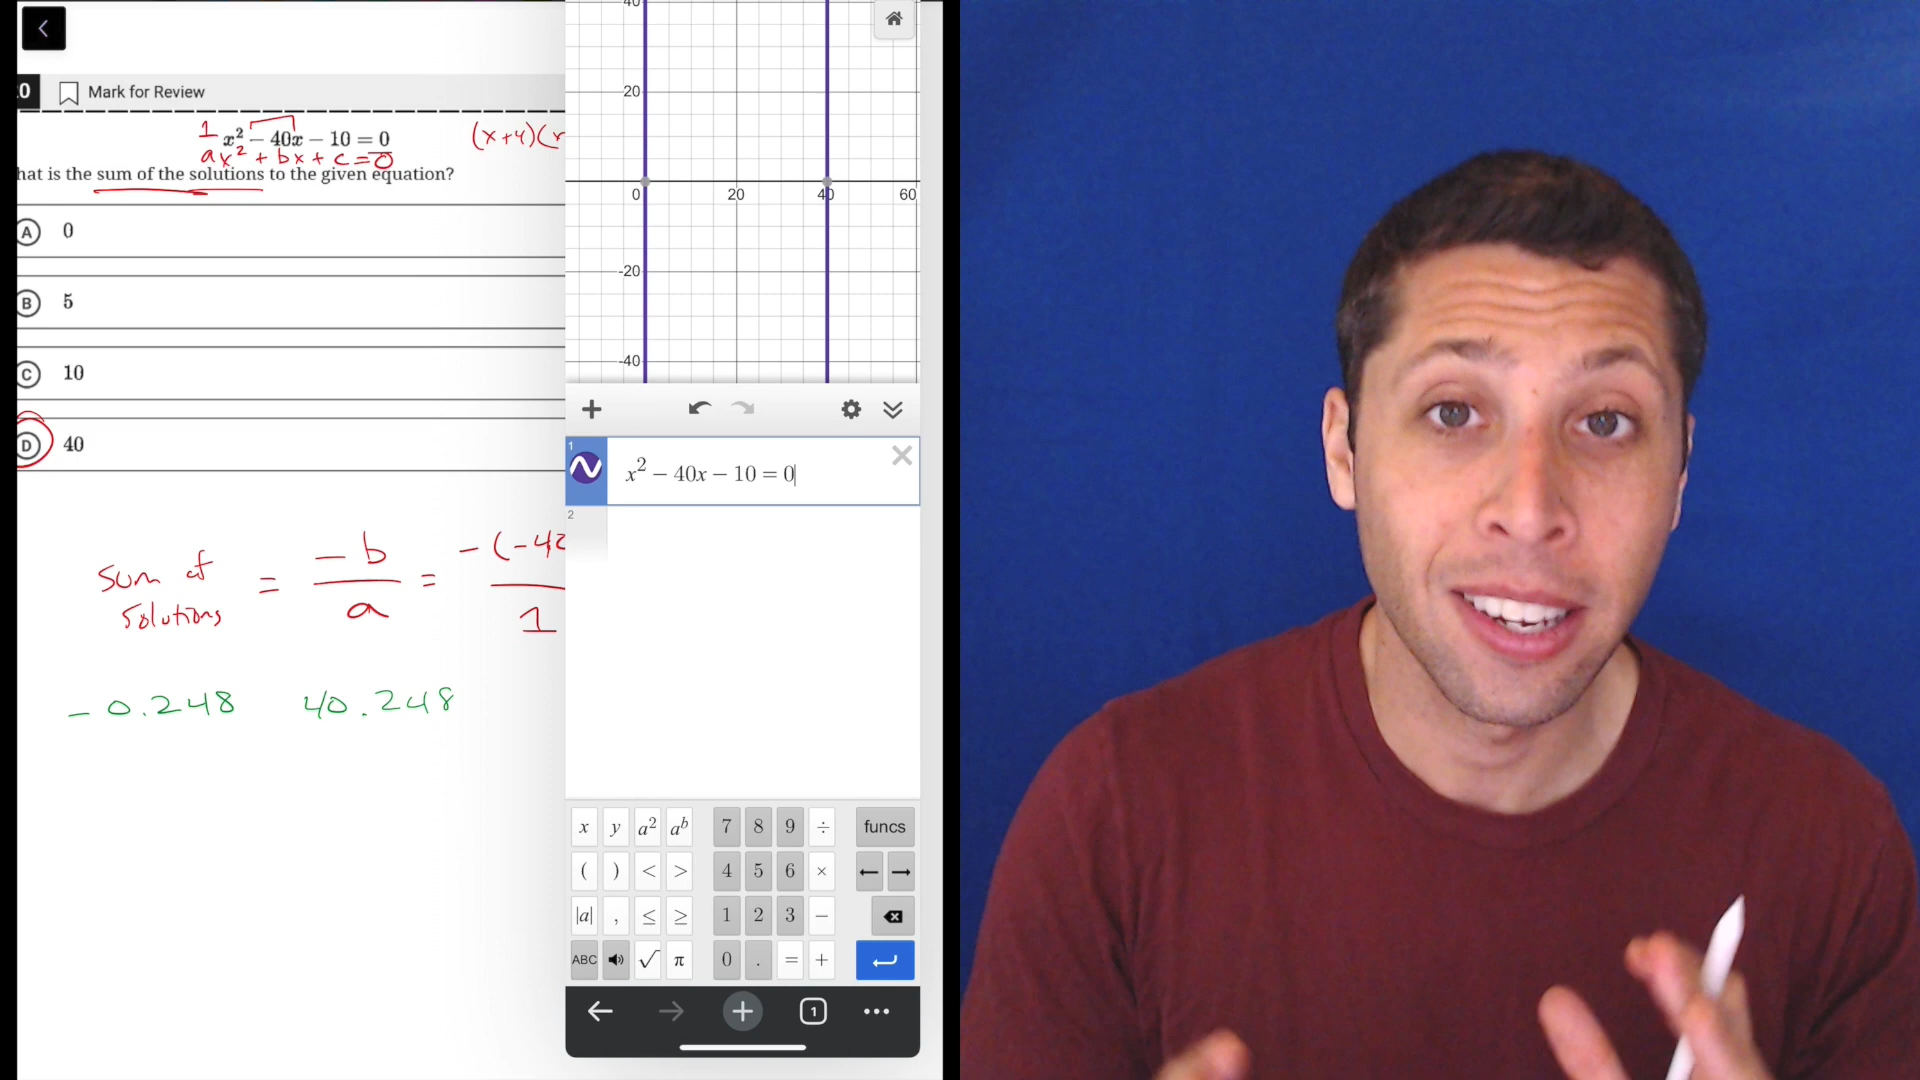 0 Mark for Review
1
x² – 40x – 10 = 0
(x+4)(
ax² + bx + c = 0
hat is the sum of the solutions to the given equation?
A 0
B 5
C 10
D 40
sum of solutions = –b/a = –(–40/1
–0.248 40.248
40
20
0 20 40 60
-20
-40
1
x² – 40x – 10 = 0
2
x y a² aᵇ 7 8 9 ÷ funcs
( ) < > 4 5 6 × ← →
|a| , ≤ ≥ 1 2 3 −
ABC √ π 0 . = +
1